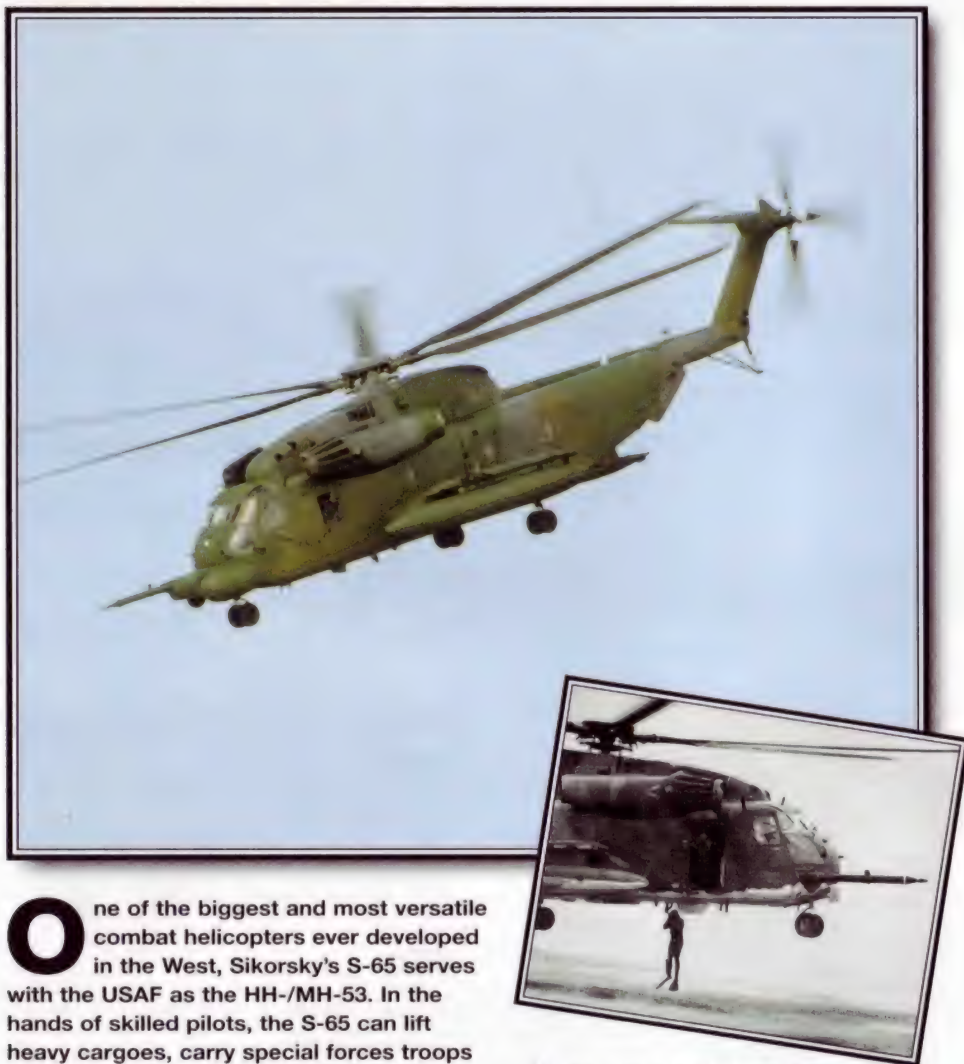 One of the biggest and most versatile
combat helicopters ever developed
in the West, Sikorsky's S-65 serves
with the USAF as the HH-/MH-53. In the
hands of skilled pilots, the S-65 can lift
heavy cargoes, carry special forces troops